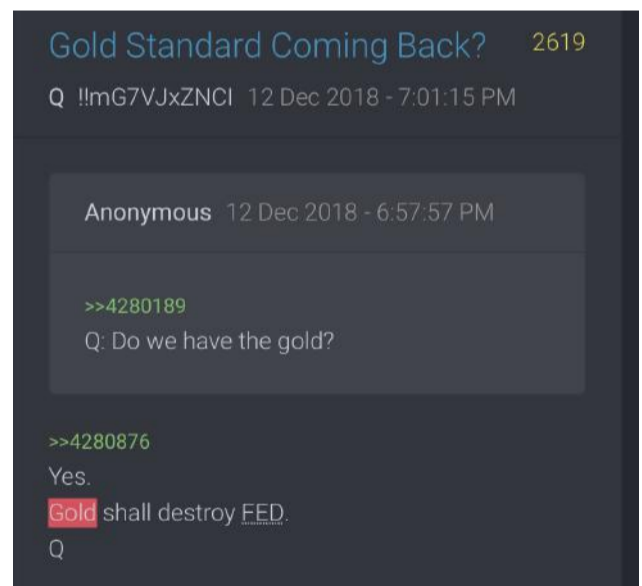 Gold Standard Coming Back? 2619
Q !!mG7VJxZNCI 12 Dec 2018 - 7:01:15 PM
Anonymous 12 Dec 2018 - 6:57:57 PM
>>4280189
Q: Do we have the gold?
>>4280876
Yes.
Gold shall destroy FED.
Q